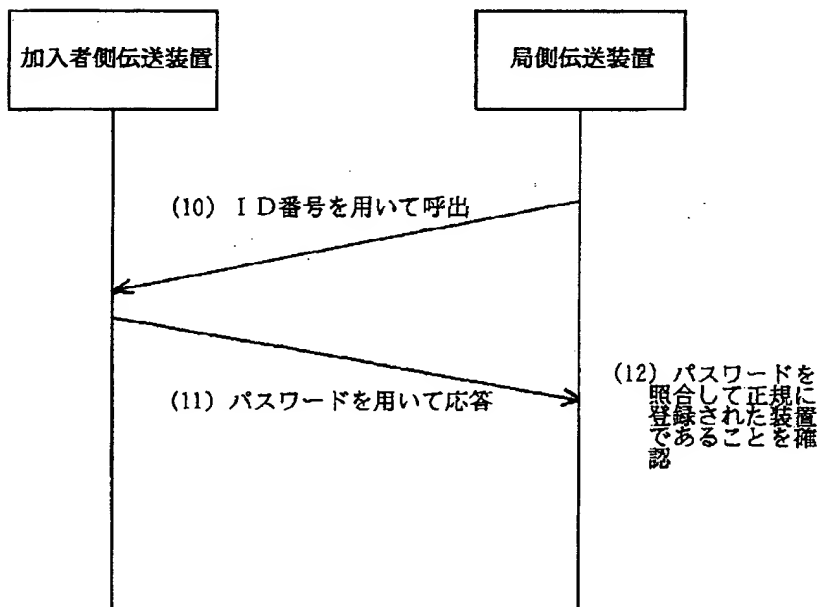 加入者側伝送装置
局側伝送装置
(10) ID番号を用いて呼出
(11) パスワードを用いて応答
(12) パスワードを
照合して正規に
登録された装置
であることを確
認